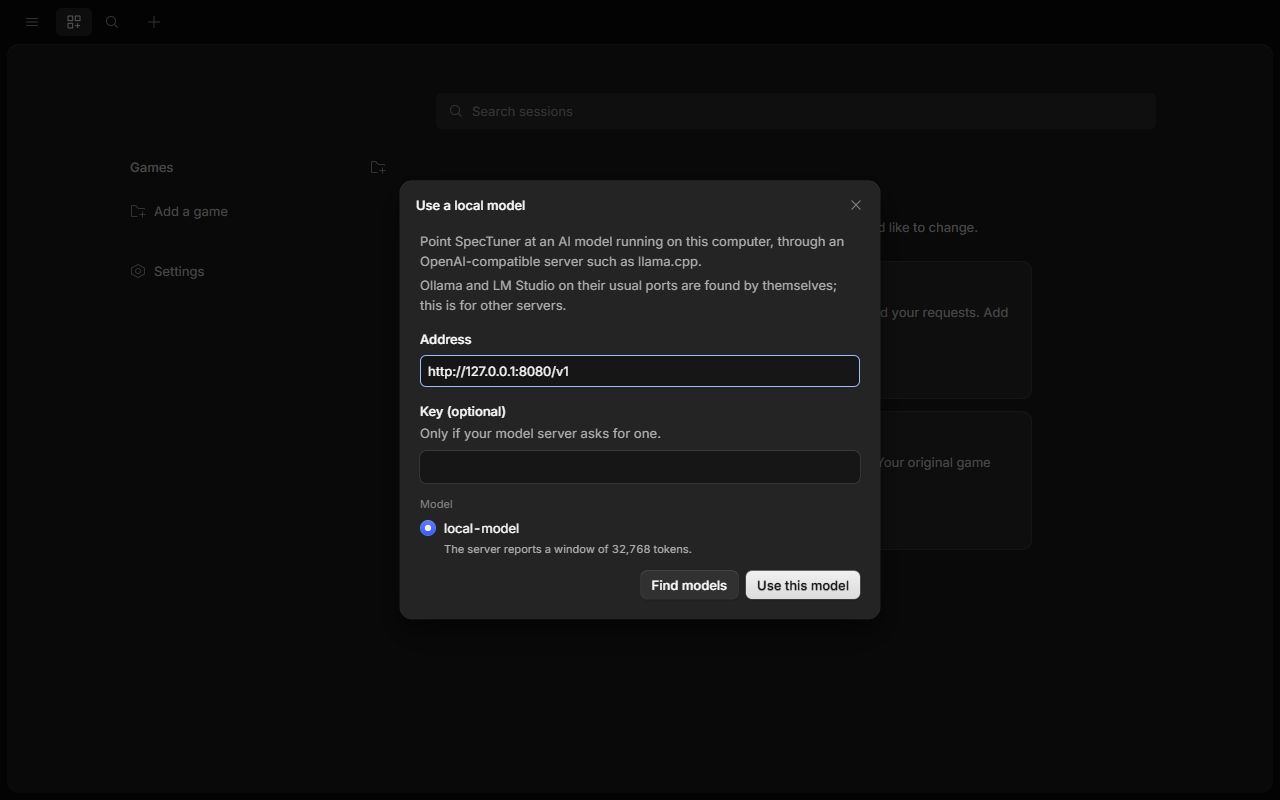 Search sessions
Games
Add a game
Settings
d like to change.
d your requests. Add
Your original game
Use a local model
Point SpecTuner at an AI model running on this computer, through an
OpenAI-compatible server such as llama.cpp.
Ollama and LM Studio on their usual ports are found by themselves;
this is for other servers.
Address
http://127.0.0.1:8080/v1
Key (optional)
Only if your model server asks for one.
Model
local-model
The server reports a window of 32,768 tokens.
Find models
Use this model